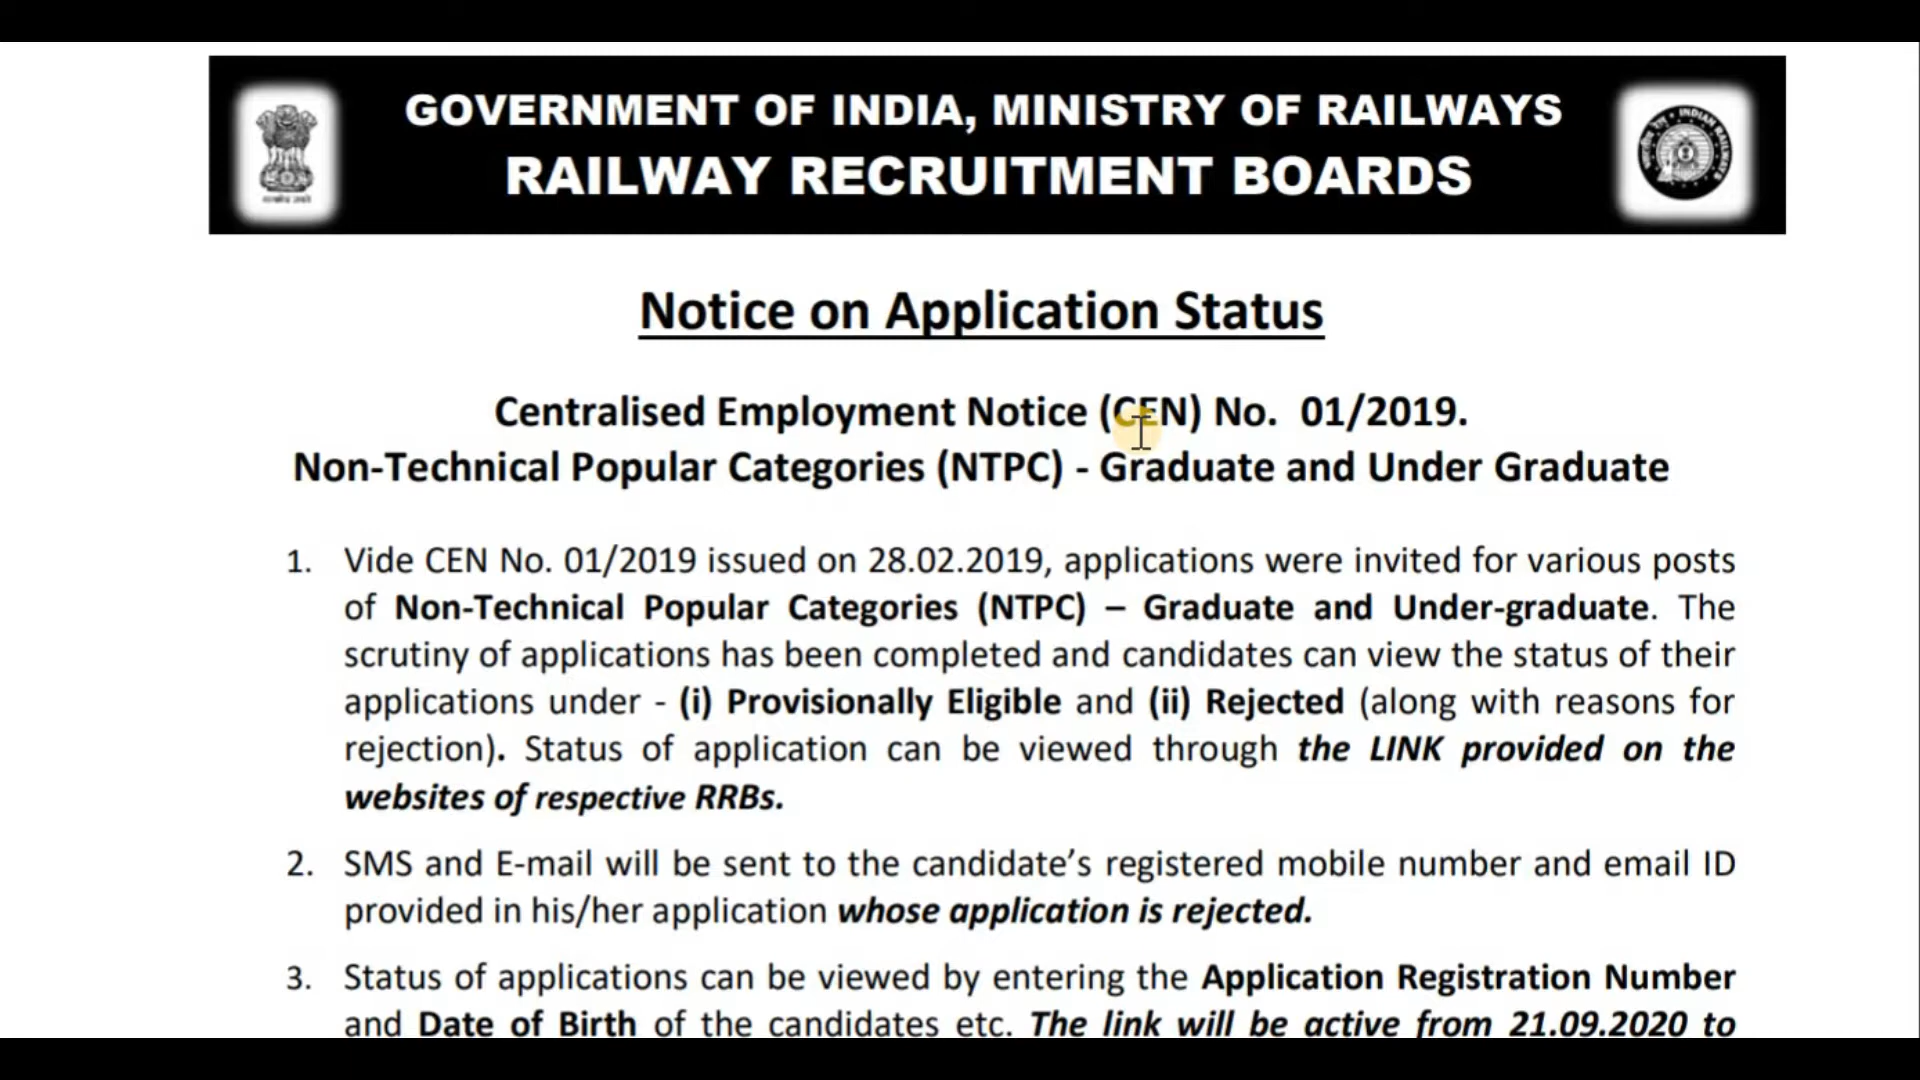 GOVERNMENT OF INDIA, MINISTRY OF RAILWAYS
RAILWAY RECRUITMENT BOARDS
INDIAN RAILWAYS
Notice on Application Status
Centralised Employment Notice (CEN) No. 01/2019.
Non-Technical Popular Categories (NTPC) - Graduate and Under Graduate
1. Vide CEN No. 01/2019 issued on 28.02.2019, applications were invited for various posts
of Non-Technical Popular Categories (NTPC) – Graduate and Under-graduate. The
scrutiny of applications has been completed and candidates can view the status of their
applications under - (i) Provisionally Eligible and (ii) Rejected (along with reasons for
rejection). Status of application can be viewed through the LINK provided on the
websites of respective RRBs.
2. SMS and E-mail will be sent to the candidate’s registered mobile number and email ID
provided in his/her application whose application is rejected.
3. Status of applications can be viewed by entering the Application Registration Number
and Date of Birth of the candidates etc. The link will be active from 21.09.2020 to